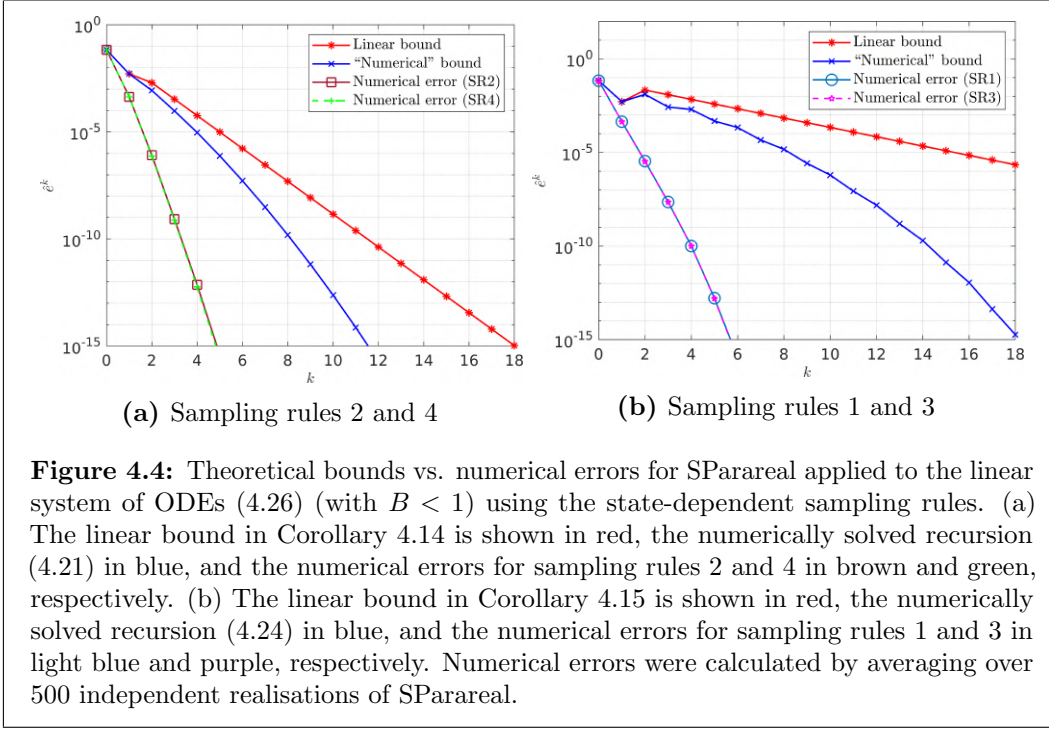 10^0
10^-5
10^-10
10^-15
ê^k
0 2 4 6 8 10 12 14 16 18
k
Linear bound
“Numerical” bound
Numerical error (SR2)
Numerical error (SR4)
(a) Sampling rules 2 and 4
10^0
10^-5
10^-10
10^-15
ê^k
0 2 4 6 8 10 12 14 16 18
k
Linear bound
“Numerical” bound
Numerical error (SR1)
Numerical error (SR3)
(b) Sampling rules 1 and 3
Figure 4.4: Theoretical bounds vs. numerical errors for SParareal applied to the linear
system of ODEs (4.26) (with B < 1) using the state-dependent sampling rules. (a)
The linear bound in Corollary 4.14 is shown in red, the numerically solved recursion
(4.21) in blue, and the numerical errors for sampling rules 2 and 4 in brown and green,
respectively. (b) The linear bound in Corollary 4.15 is shown in red, the numerically
solved recursion (4.24) in blue, and the numerical errors for sampling rules 1 and 3 in
light blue and purple, respectively. Numerical errors were calculated by averaging over
500 independent realisations of SParareal.